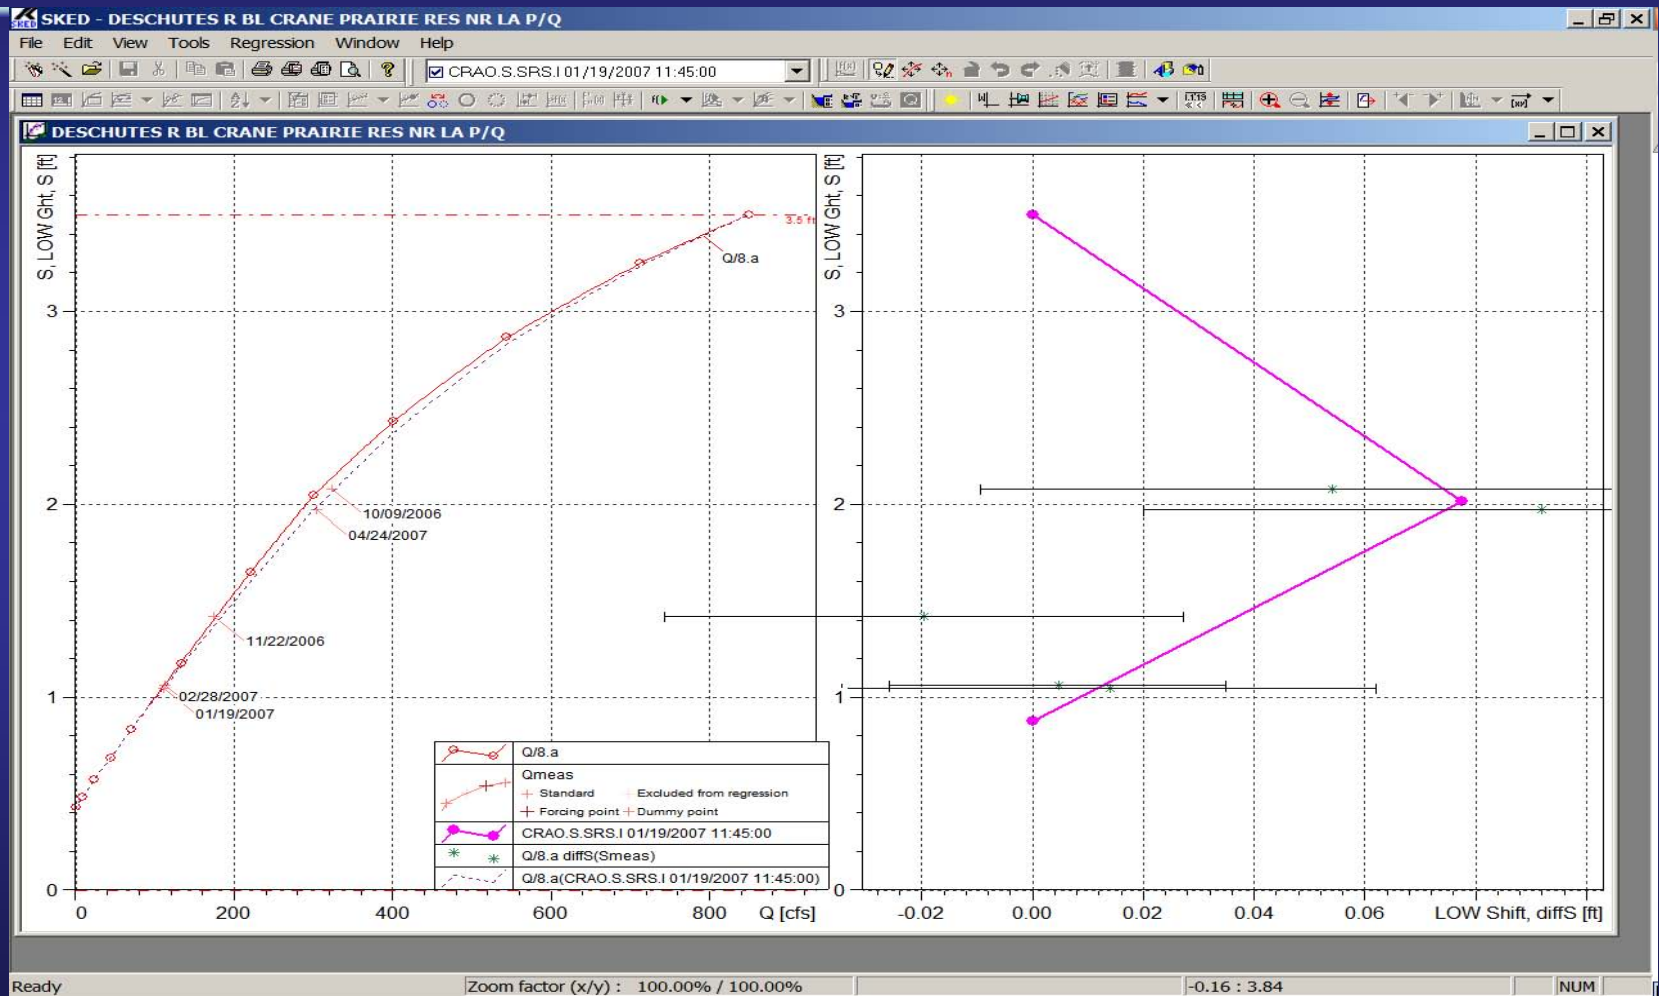 SKED - DESCHUTES R BL CRANE PRAIRIE RES NR LA P/Q
File Edit View Tools Regression Window Help
CRAO.S.SRS.I 01/19/2007 11:45:00
DESCHUTES R BL CRANE PRAIRIE RES NR LA P/Q
S, LOW Ght, S [ft]
3
2
1
0
0 200 400 600 800 Q [cfs]
3.5 ft
Q/8.a
10/09/2006
04/24/2007
11/22/2006
02/28/2007
01/19/2007
Q/8.a
Qmeas
Standard Excluded from regression
Forcing point Dummy point
CRAO.S.SRS.I 01/19/2007 11:45:00
Q/8.a diffS(Smeas)
Q/8.a(CRAO.S.SRS.I 01/19/2007 11:45:00)
S, LOW Ght, S [ft]
3
2
1
0
-0.02 0.00 0.02 0.04 0.06 LOW Shift, diffS [ft]
Ready Zoom factor (x/y) : 100.00% / 100.00% -0.16 : 3.84 NUM